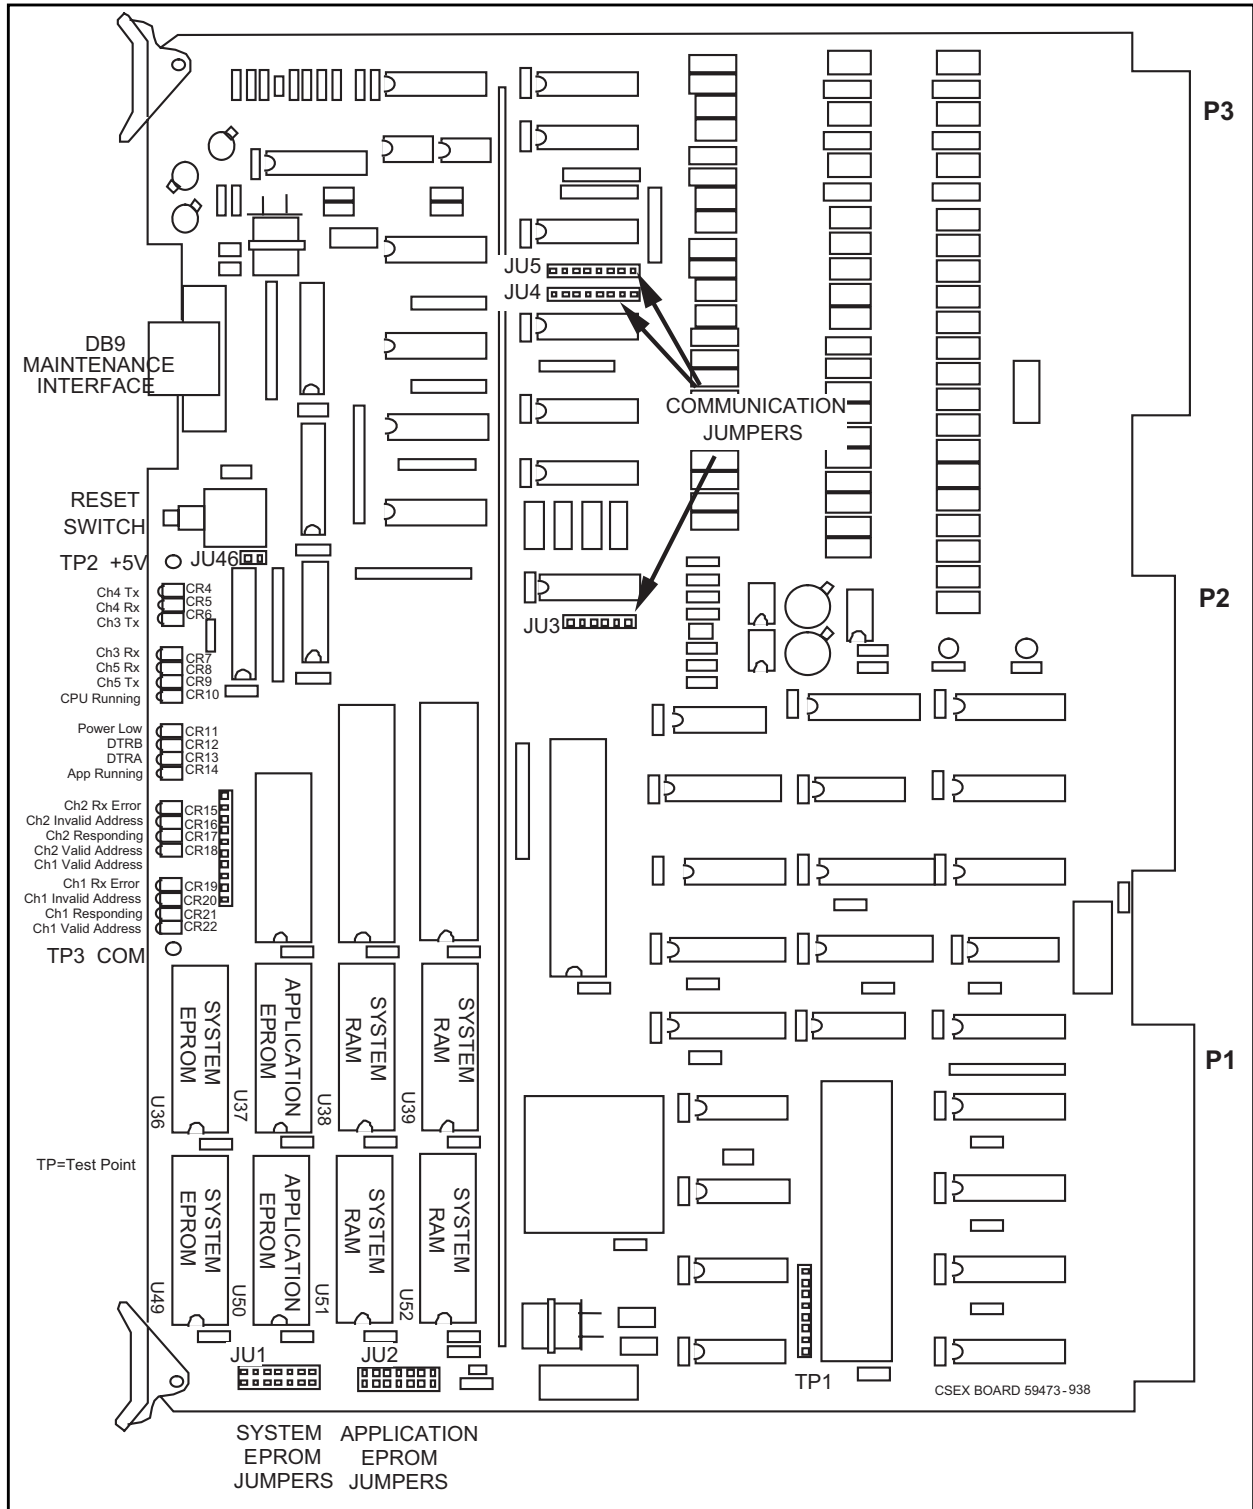 P3
JU5
JU4
DB9
MAINTENANCE
INTERFACE
COMMUNICATION
JUMPERS
RESET
SWITCH
TP2 +5V
JU46
P2
Ch4 Tx CR4
Ch4 Rx CR5
Ch3 Tx CR6
JU3
Ch3 Rx CR7
Ch5 Rx CR8
Ch5 Tx CR9
CPU Running CR10
Power Low CR11
DTRB CR12
DTRA CR13
App Running CR14
Ch2 Rx Error CR15
Ch2 Invalid Address CR16
Ch2 Responding CR17
Ch2 Valid Address CR18
Ch1 Valid Address
Ch1 Rx Error CR19
Ch1 Invalid Address CR20
Ch1 Responding CR21
Ch1 Valid Address CR22
TP3 COM
SYSTEM
EPROM
APPLICATION
EPROM
SYSTEM
RAM
SYSTEM
RAM
U36
U37
U38
U39
P1
TP=Test Point
SYSTEM
EPROM
APPLICATION
EPROM
SYSTEM
RAM
SYSTEM
RAM
U49
U50
U51
U52
JU1
JU2
TP1
CSEX BOARD 59473-938
SYSTEM
EPROM
JUMPERS
APPLICATION
EPROM
JUMPERS